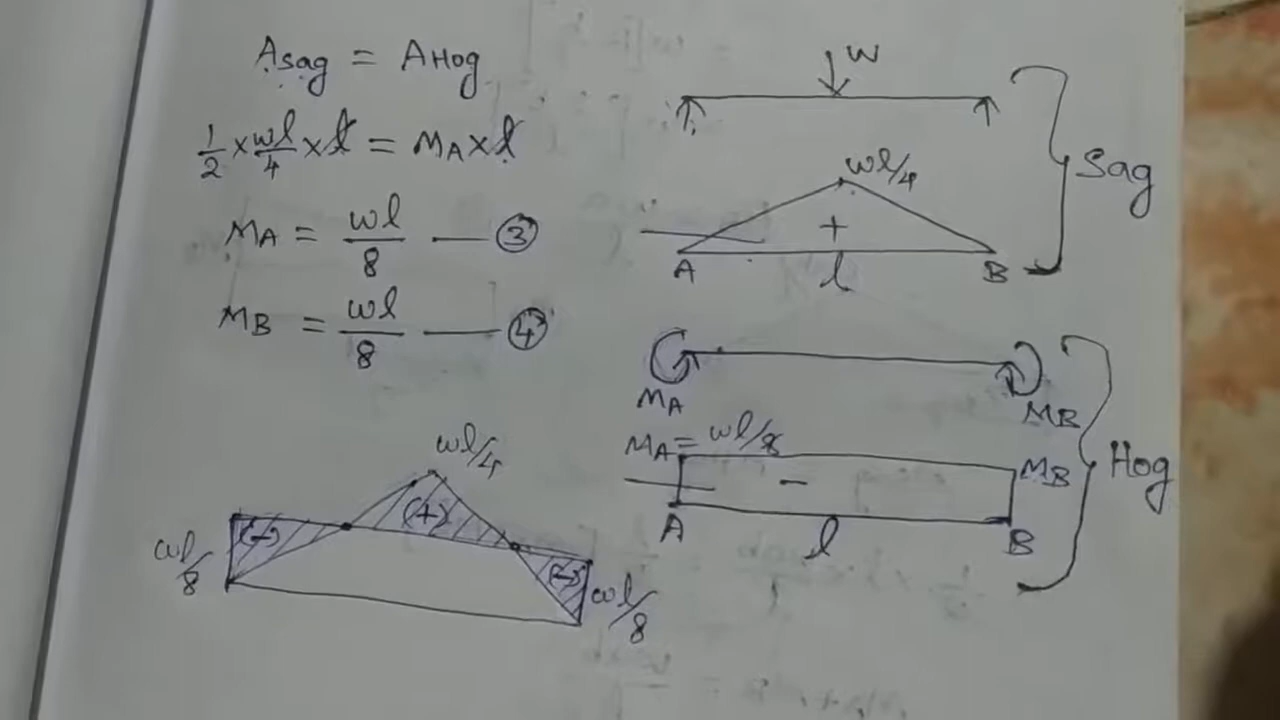 Asag = AHog
1/2 × wl/4 × l = MA × l
MA = wl/8 — ③
MB = wl/8 — ④
wl/4
(-) (+) (-)
wl/8
wl/8
w
Sag
wl/4
+
A l B
MA MB
MA = wl/8 MB
-
A l B
Hog